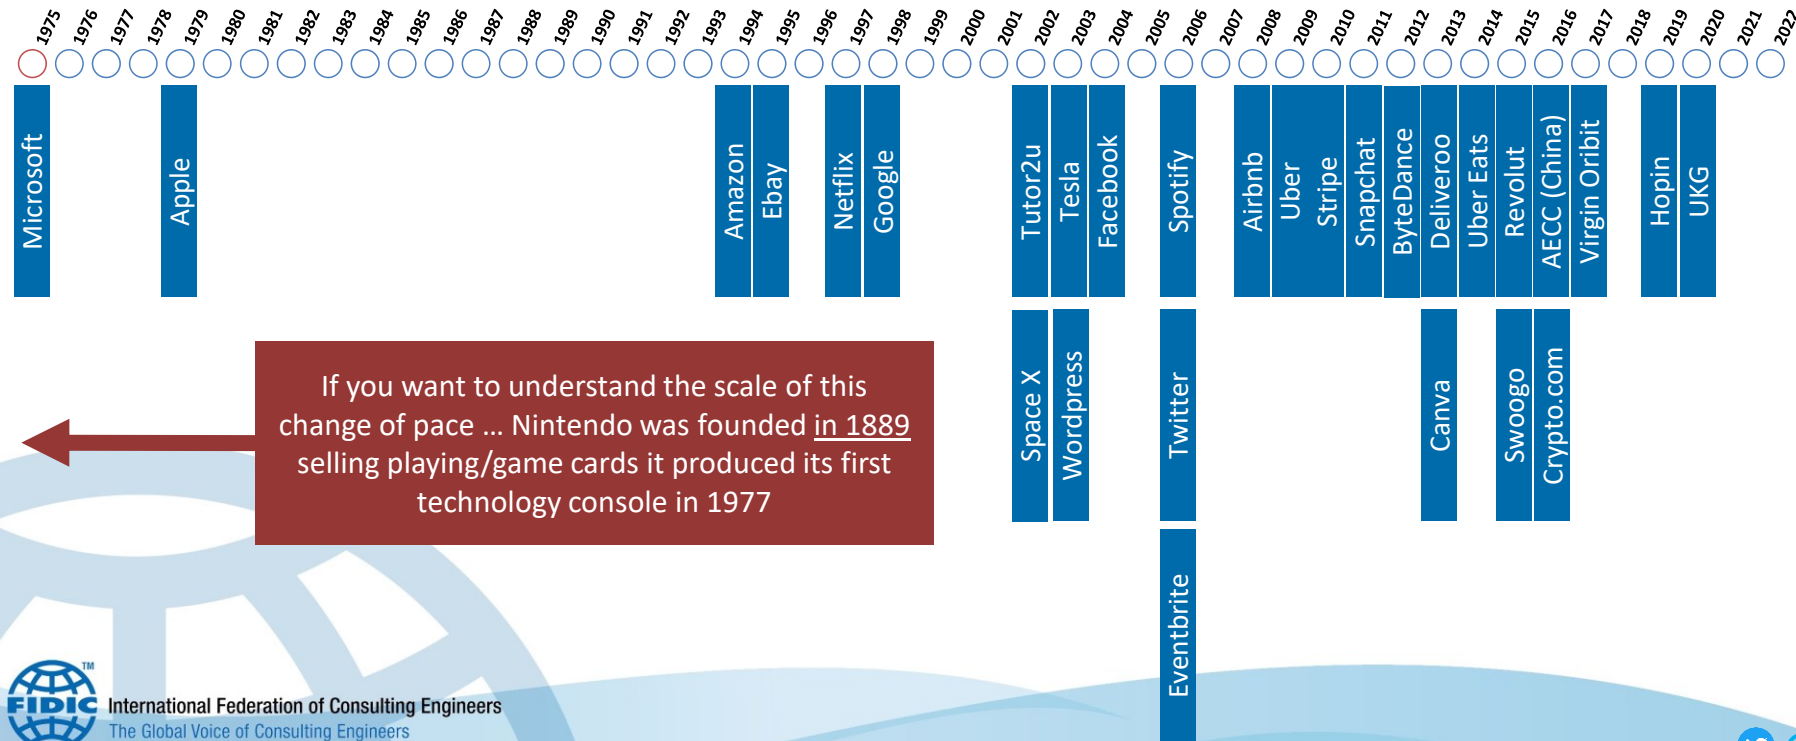 1975 1976 1977 1978 1979 1980 1981 1982 1983 1984 1985 1986 1987 1988 1989 1990 1991 1992 1993 1994 1995 1996 1997 1998 1999 2000 2001 2002 2003 2004 2005 2006 2007 2008 2009 2010 2011 2012 2013 2014 2015 2016 2017 2018 2019 2020 2021 2022
Microsoft
Apple
Amazon
Ebay
Netflix
Google
Tutor2u
Tesla
Facebook
Spotify
Airbnb
Uber
Stripe
Snapchat
ByteDance
Deliveroo
Uber Eats
Revolut
AECC (China)
Virgin Oribit
Hopin
UKG
Space X
Wordpress
Twitter
Canva
Swoogo
Crypto.com
Eventbrite
If you want to understand the scale of this
change of pace ... Nintendo was founded in 1889
selling playing/game cards it produced its first
technology console in 1977
FIDIC
TM
International Federation of Consulting Engineers
The Global Voice of Consulting Engineers